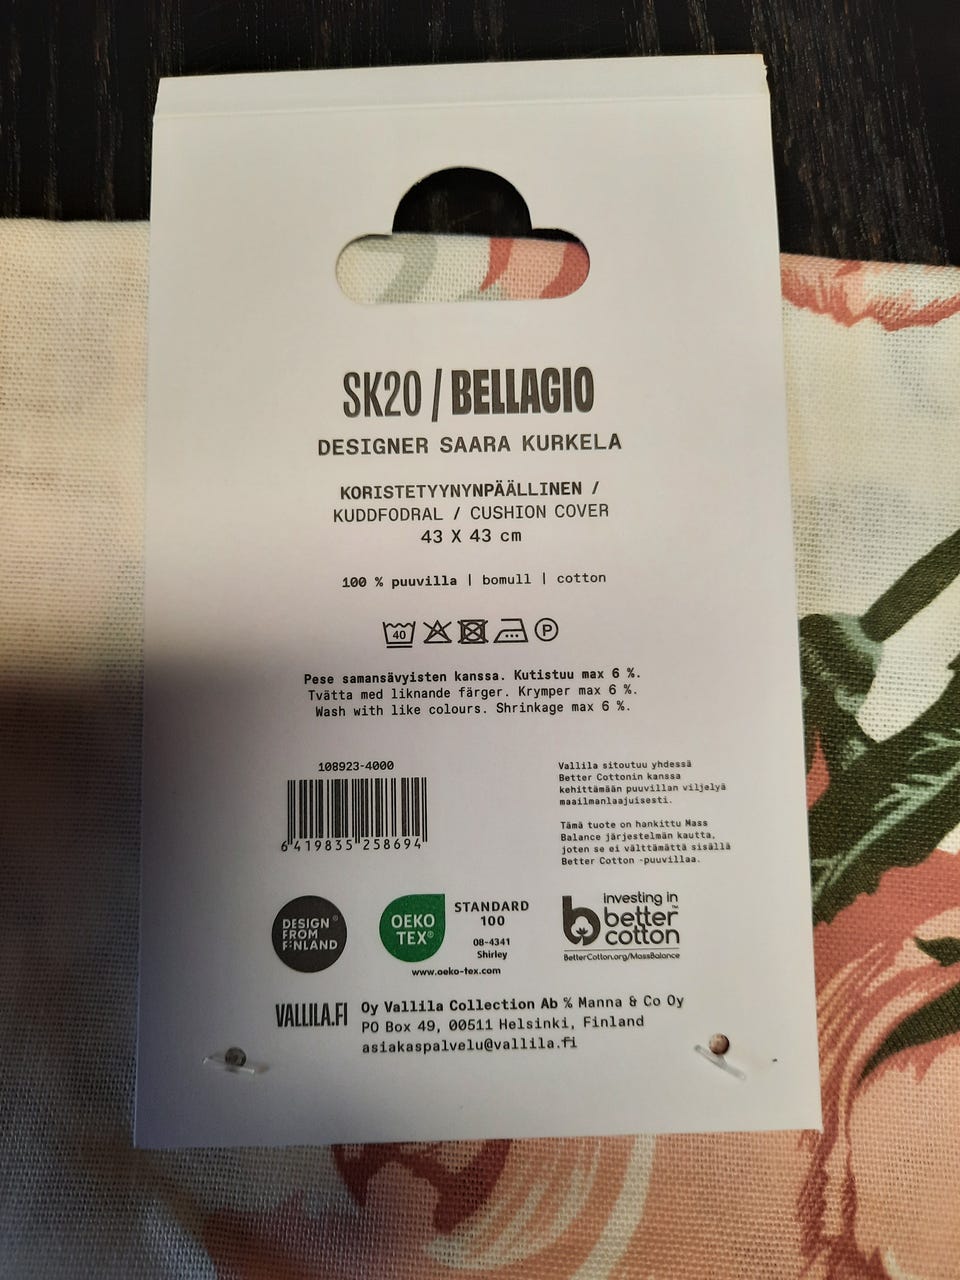 SK20 / BELLAGIO
DESIGNER SAARA KURKELA
KORISTETYYNYNPÄÄLLINEN /
KUDDFODRAL / CUSHION COVER
43 X 43 cm
100 % puuvilla | bomull | cotton
40 P
Pese samansävyisten kanssa. Kutistuu max 6 %.
Tvätta med liknande färger. Krymper max 6 %.
Wash with like colours. Shrinkage max 6 %.
108923-4000
6 419835 258694
Vallila sitoutuu yhdessä
Better Cottonin kanssa
kehittämään puuvillan viljelyä
maailmanlaajuisesti.
Tämä tuote on hankittu Mass
Balance järjestelmän kautta,
joten se ei välttämättä sisällä
Better Cotton -puuvillaa.
DESIGN®
FROM
FINLAND
OEKO
TEX®
STANDARD
100
08-4341
Shirley
www.oeko-tex.com
investing in
better™
cotton
BetterCotton.org/MassBalance
VALLILA.FI
Oy Vallila Collection Ab % Manna & Co Oy
PO Box 49, 00511 Helsinki, Finland
asiakaspalvelu@vallila.fi